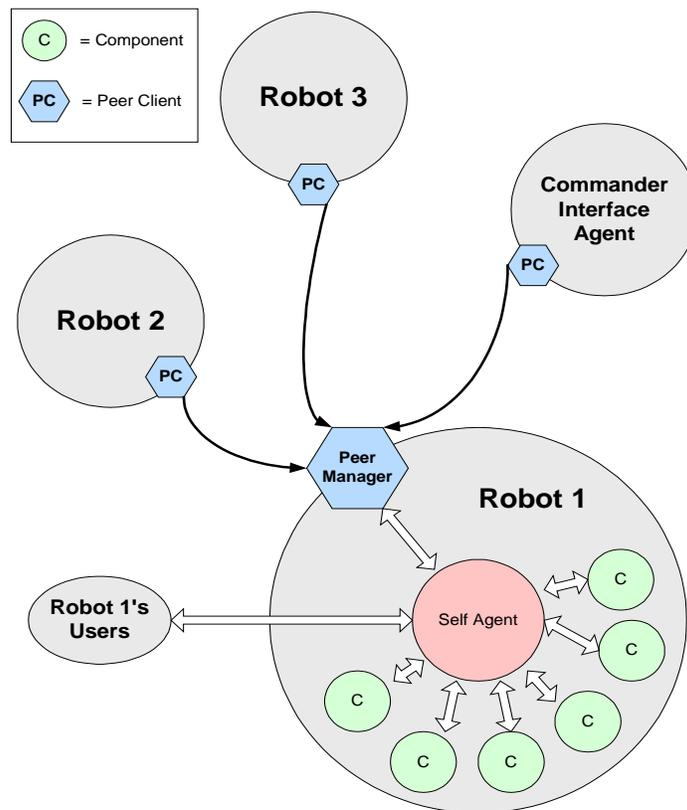 C = Component
PC = Peer Client
Robot 3
PC
Commander
Interface
Agent
PC
Robot 2
PC
Peer
Manager
Robot 1
Robot 1's
Users
Self Agent
C
C
C
C
C
C